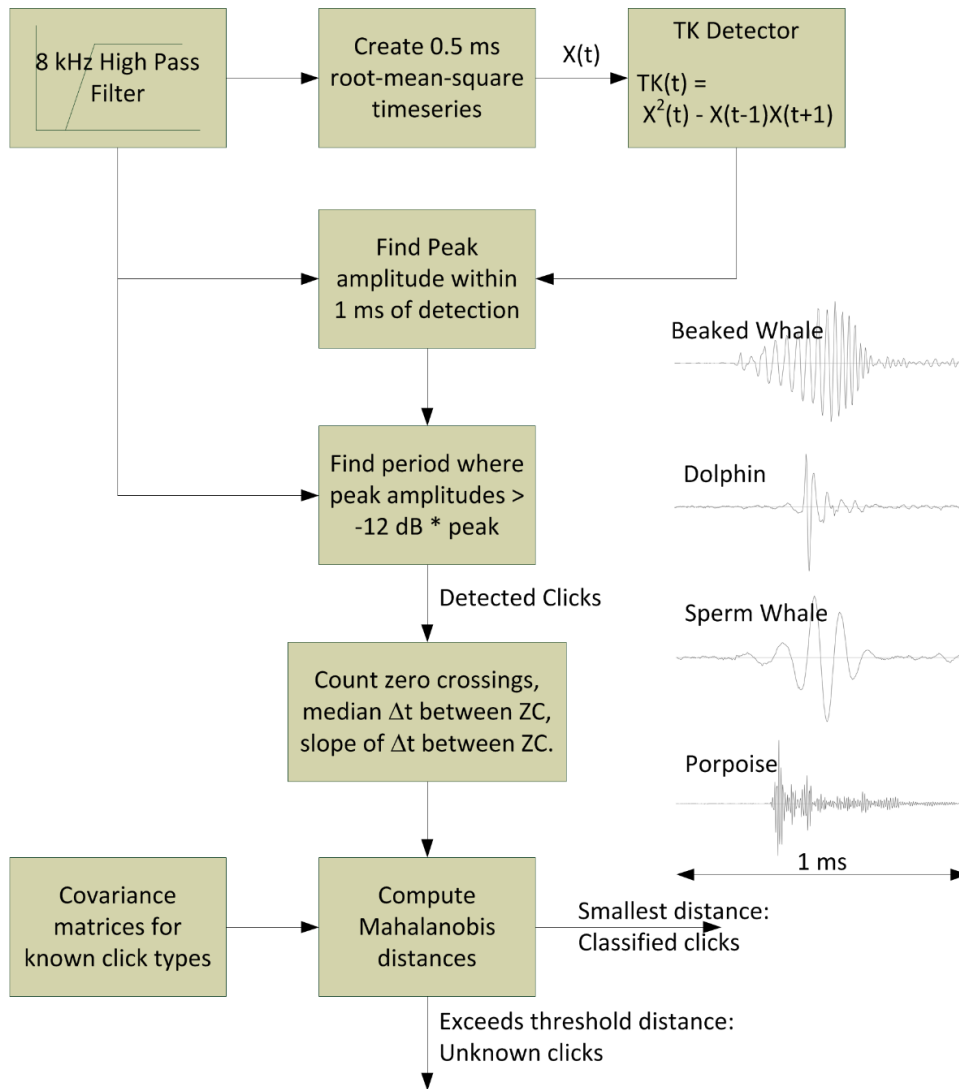 8 kHz High Pass
Filter
Create 0.5 ms
root-mean-square
timeseries
X(t)
TK Detector
TK(t) =
X²(t) - X(t-1)X(t+1)
Find Peak
amplitude within
1 ms of detection
Find period where
peak amplitudes >
-12 dB * peak
Detected Clicks
Count zero crossings,
median Δt between ZC,
slope of Δt between ZC.
Covariance
matrices for
known click types
Compute
Mahalanobis
distances
Smallest distance:
Classified clicks
Exceeds threshold distance:
Unknown clicks
Beaked Whale
Dolphin
Sperm Whale
Porpoise
1 ms